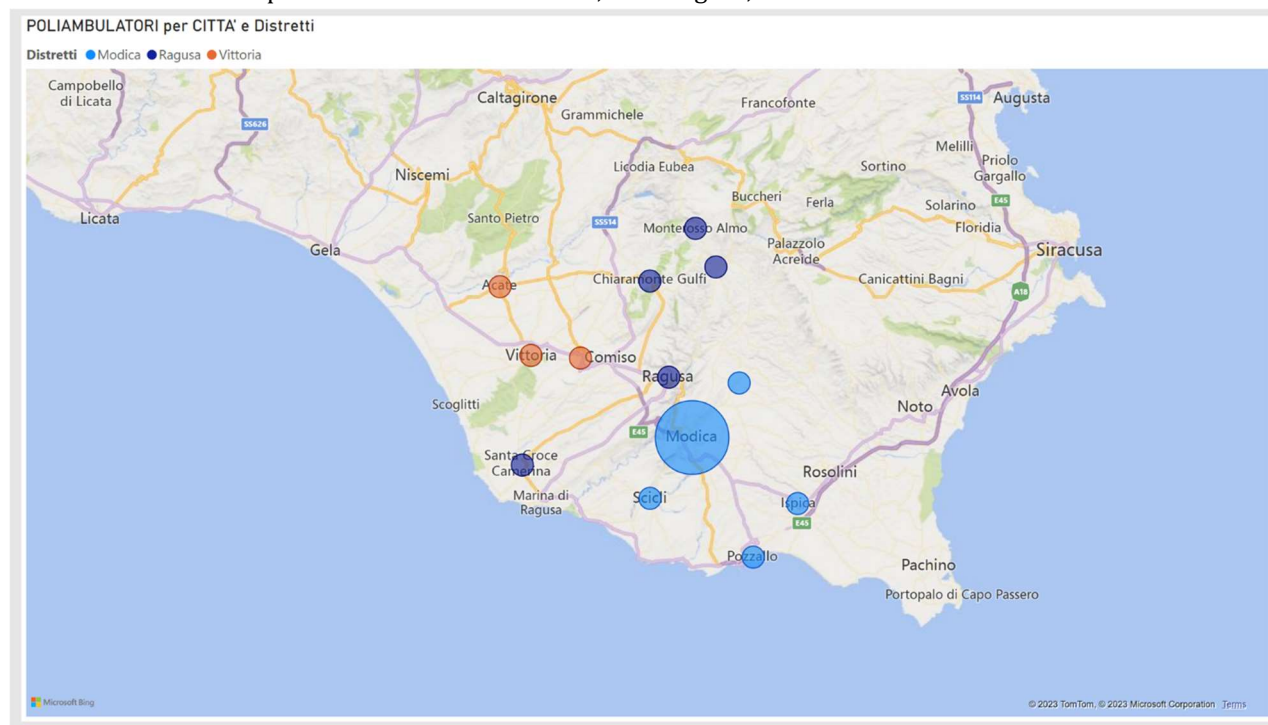 POLIAMBULATORI per CITTA' e Distretti
Distretti Modica Ragusa Vittoria
Campobello
di Licata
Caltagirone
Francofonte
SS114
Augusta
Grammichele
SS626
Melilli
Licodia Eubea
Sortino
Priolo
Gargallo
Niscemi
Buccheri
Ferla
Solarino
E45
Licata
Santo Pietro
SS514
Monterosso Almo
Floridia
Gela
Palazzolo
Acreide
Siracusa
Acate
Chiaramonte Gulfi
Canicattini Bagni
A18
Vittoria
Comiso
Ragusa
Avola
Scoglitti
Noto
E45
Modica
Santa Croce
Camerina
Rosolini
Marina di
Ragusa
Scicli
Ispica
E45
Pozzallo
Pachino
Portopalo di Capo Passero
Microsoft Bing
© 2023 TomTom, © 2023 Microsoft Corporation Terms